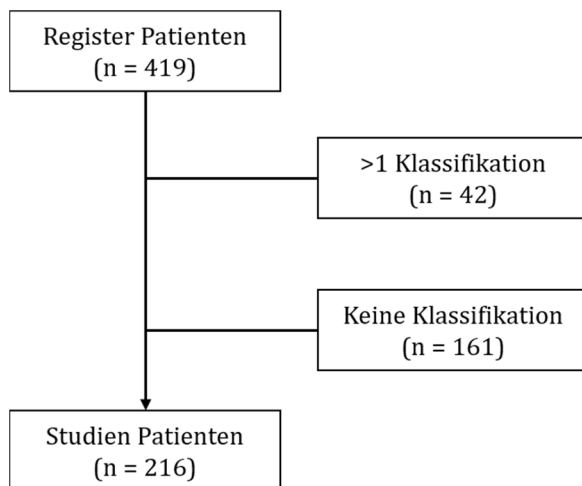 Register Patienten
(n = 419)
>1 Klassifikation
(n = 42)
Keine Klassifikation
(n = 161)
Studien Patienten
(n = 216)